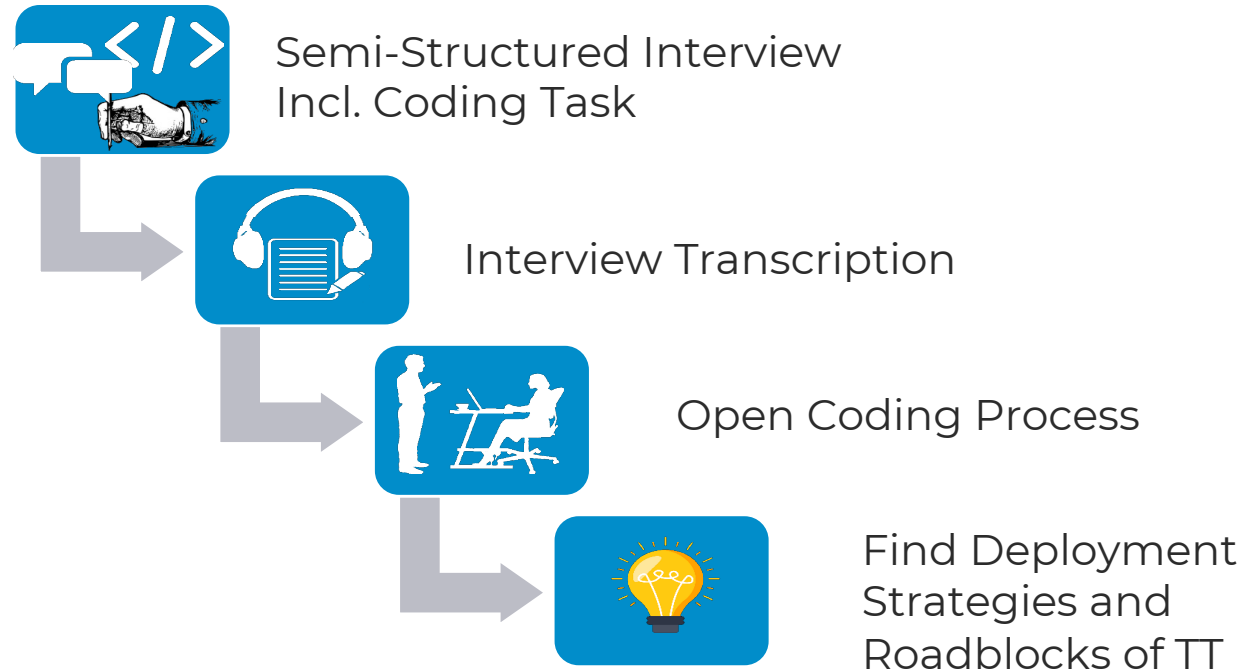 </>
Semi-Structured Interview
Incl. Coding Task
Interview Transcription
Open Coding Process
Find Deployment
Strategies and
Roadblocks of TT